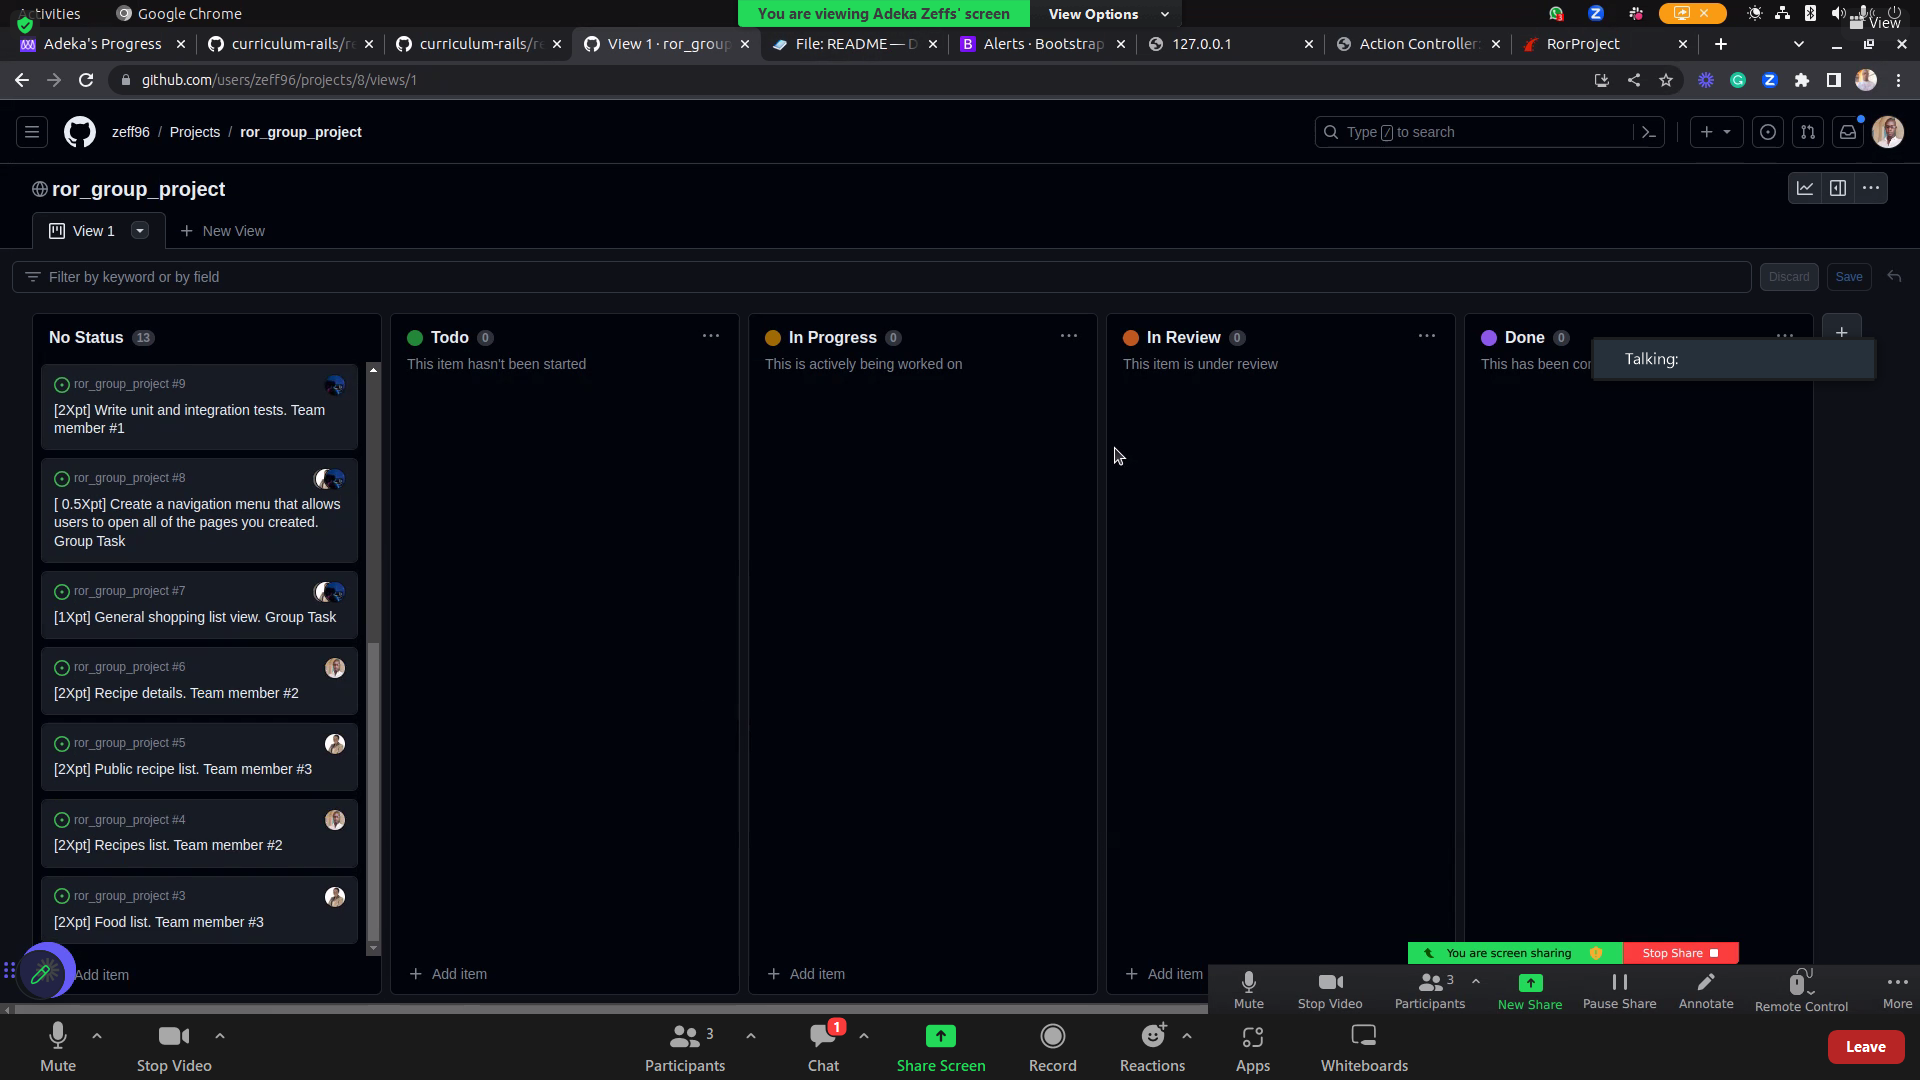 Activities
Google Chrome
You are viewing Adeka Zeffs' screen
View Options
View
Adeka's Progress
curriculum-rails/re
curriculum-rails/re
View 1 · ror_group
File: README — D
Alerts · Bootstrap
127.0.0.1
Action Controller:
RorProject
github.com/users/zeff96/projects/8/views/1
zeff96 / Projects / ror_group_project
Type / to search
ror_group_project
View 1
New View
Filter by keyword or by field
Discard
Save
No Status 13
ror_group_project #9
[2Xpt] Write unit and integration tests. Team
member #1
ror_group_project #8
[ 0.5Xpt] Create a navigation menu that allows
users to open all of the pages you created.
Group Task
ror_group_project #7
[1Xpt] General shopping list view. Group Task
ror_group_project #6
[2Xpt] Recipe details. Team member #2
ror_group_project #5
[2Xpt] Public recipe list. Team member #3
ror_group_project #4
[2Xpt] Recipes list. Team member #2
ror_group_project #3
[2Xpt] Food list. Team member #3
Add item
Todo 0
This item hasn't been started
Add item
In Progress 0
This is actively being worked on
Add item
In Review 0
This item is under review
Add item
Done 0
This has been cor
Talking:
You are screen sharing
Stop Share
Mute
Stop Video
Participants 3
New Share
Pause Share
Annotate
Remote Control
More
Mute
Stop Video
Participants 3
Chat 1
Share Screen
Record
Reactions
Apps
Whiteboards
Leave